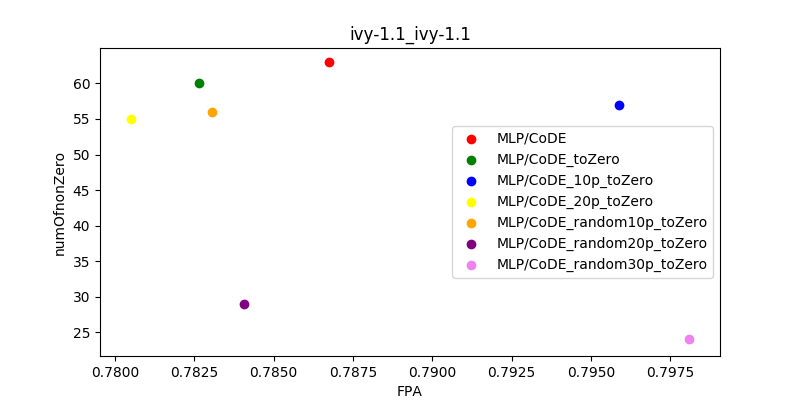 ivy-1.1_ivy-1.1
numOfnonZero
60
55
50
45
40
35
30
25
MLP/CoDE
MLP/CoDE_toZero
MLP/CoDE_10p_toZero
MLP/CoDE_20p_toZero
MLP/CoDE_random10p_toZero
MLP/CoDE_random20p_toZero
MLP/CoDE_random30p_toZero
0.7800 0.7825 0.7850 0.7875 0.7900 0.7925 0.7950 0.7975
FPA